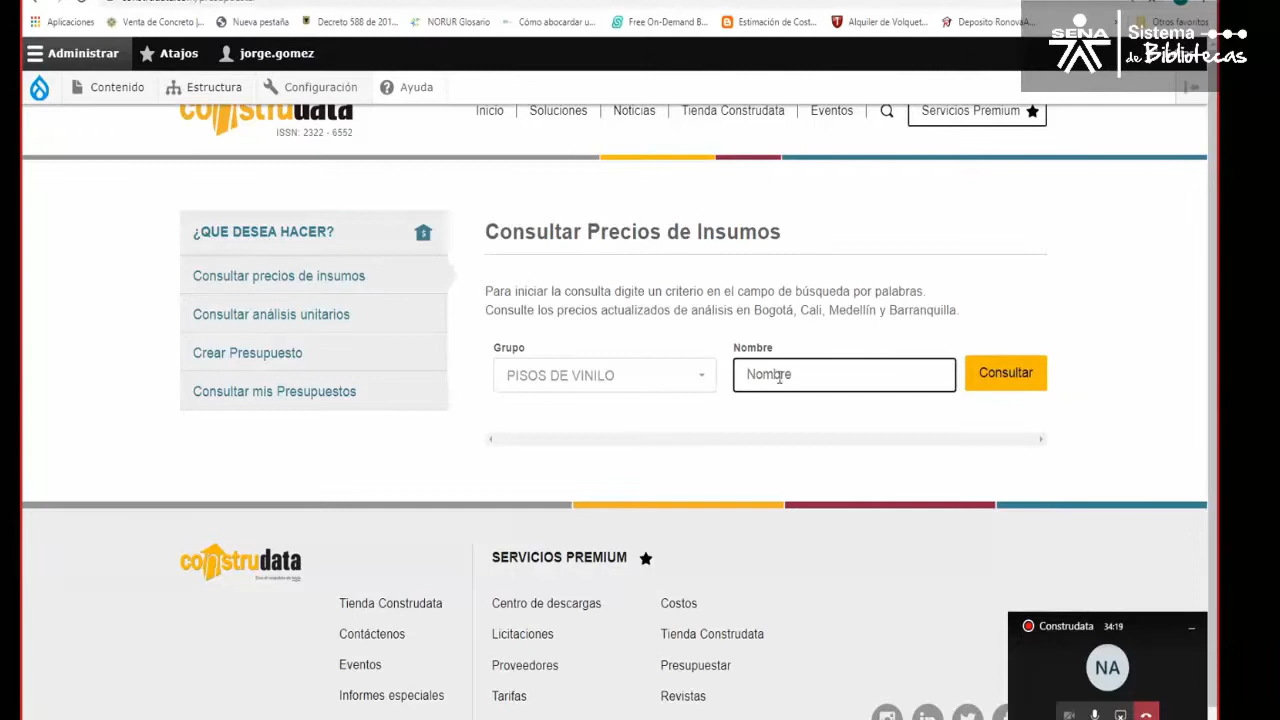 Aplicaciones
Venta de Concreto |...
Nueva pestaña
Decreto 588 de 201...
NORUR Glosario
Cómo abocardar u...
Free On-Demand B...
Estimación de Cost...
Alquiler de Volquet...
Deposito RonovaA...
Otros favoritos
SENA
Sistema
de Bibliotecas
Administrar
Atajos
jorge.gomez
Contenido
Estructura
Configuración
Ayuda
construdata
ISSN: 2322 - 6552
Inicio
Soluciones
Noticias
Tienda Construdata
Eventos
Servicios Premium
¿QUE DESEA HACER?
Consultar precios de insumos
Consultar análisis unitarios
Crear Presupuesto
Consultar mis Presupuestos
Consultar Precios de Insumos
Para iniciar la consulta digite un criterio en el campo de búsqueda por palabras.
Consulte los precios actualizados de análisis en Bogotá, Cali, Medellín y Barranquilla.
Grupo
Nombre
PISOS DE VINILO
Nombre
Consultar
construdata
SERVICIOS PREMIUM
Tienda Construdata
Contáctenos
Eventos
Informes especiales
Centro de descargas
Licitaciones
Proveedores
Tarifas
Costos
Tienda Construdata
Presupuestar
Revistas
Construdata 34:19
NA